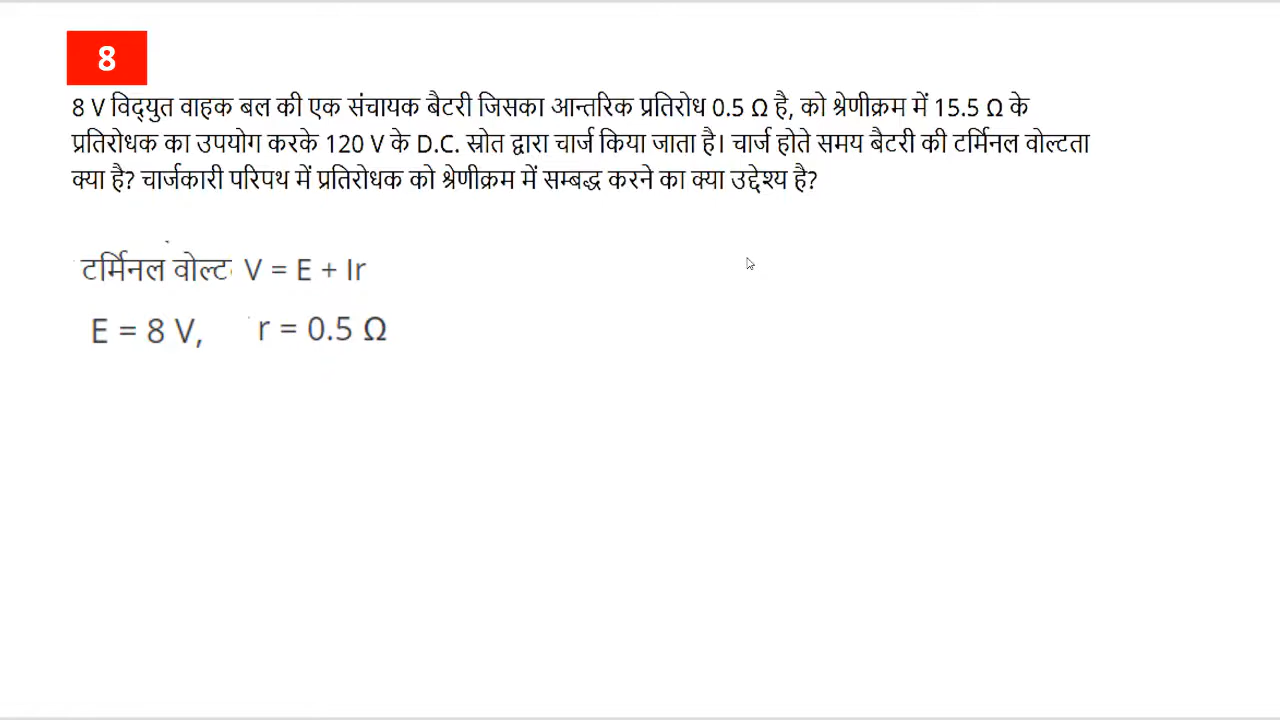 8
8 V विद्युत वाहक बल की एक संचायक बैटरी जिसका आन्तरिक प्रतिरोध 0.5 Ω है, को श्रेणीक्रम में 15.5 Ω के
प्रतिरोधक का उपयोग करके 120 V के D.C. स्रोत द्वारा चार्ज किया जाता है। चार्ज होते समय बैटरी की टर्मिनल वोल्टता
क्या है? चार्जकारी परिपथ में प्रतिरोधक को श्रेणीक्रम में सम्बद्ध करने का क्या उद्देश्य है?
टर्मिनल वोल्ट V = E + Ir
E = 8 V, r = 0.5 Ω